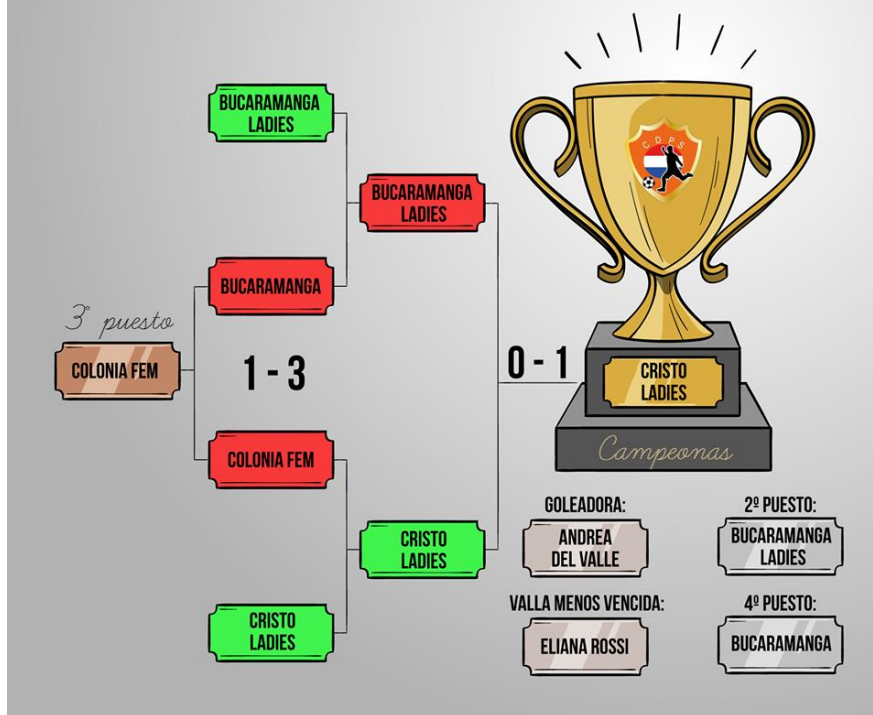 BUCARAMANGA
LADIES
BUCARAMANGA
LADIES
BUCARAMANGA
3º puesto
COLONIA FEM
1 - 3
COLONIA FEM
CRISTO
LADIES
CRISTO
LADIES
C D P S
0 - 1
CRISTO
LADIES
Campeonas
GOLEADORA:
ANDREA
DEL VALLE
2º PUESTO:
BUCARAMANGA
LADIES
VALLA MENOS VENCIDA:
ELIANA ROSSI
4º PUESTO:
BUCARAMANGA